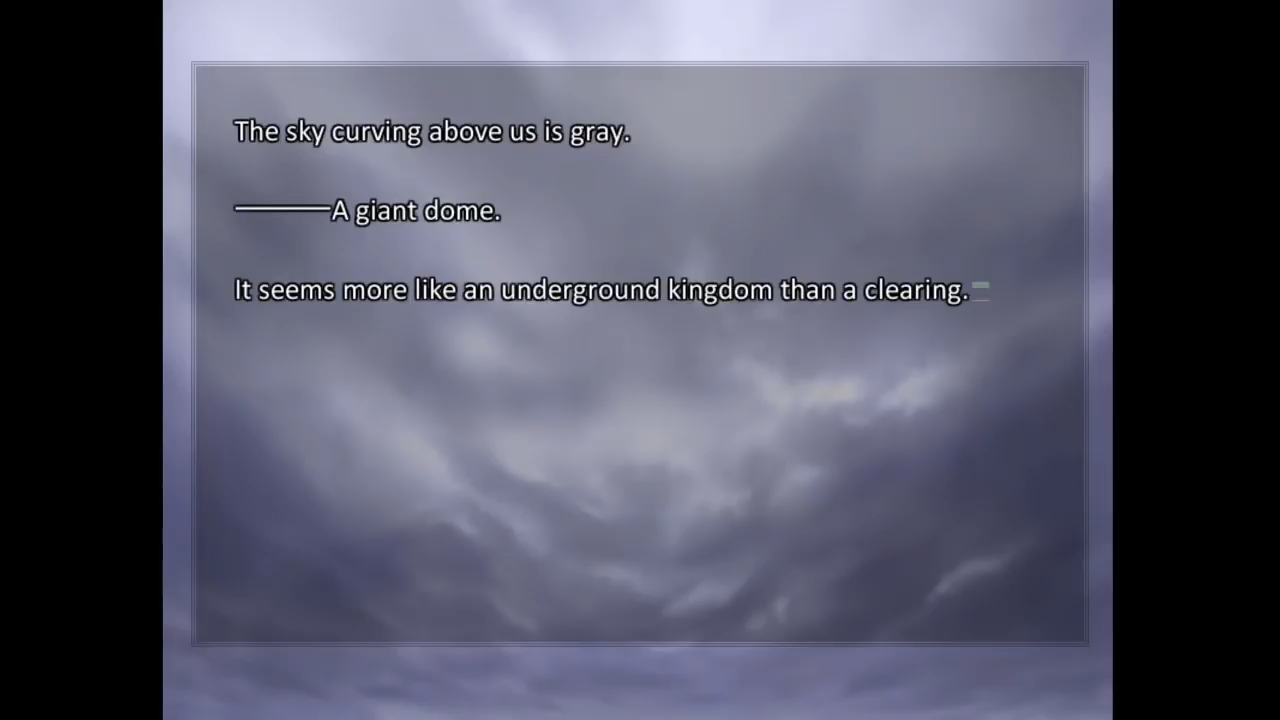 The sky curving above us is gray.
―――A giant dome.
It seems more like an underground kingdom than a clearing.